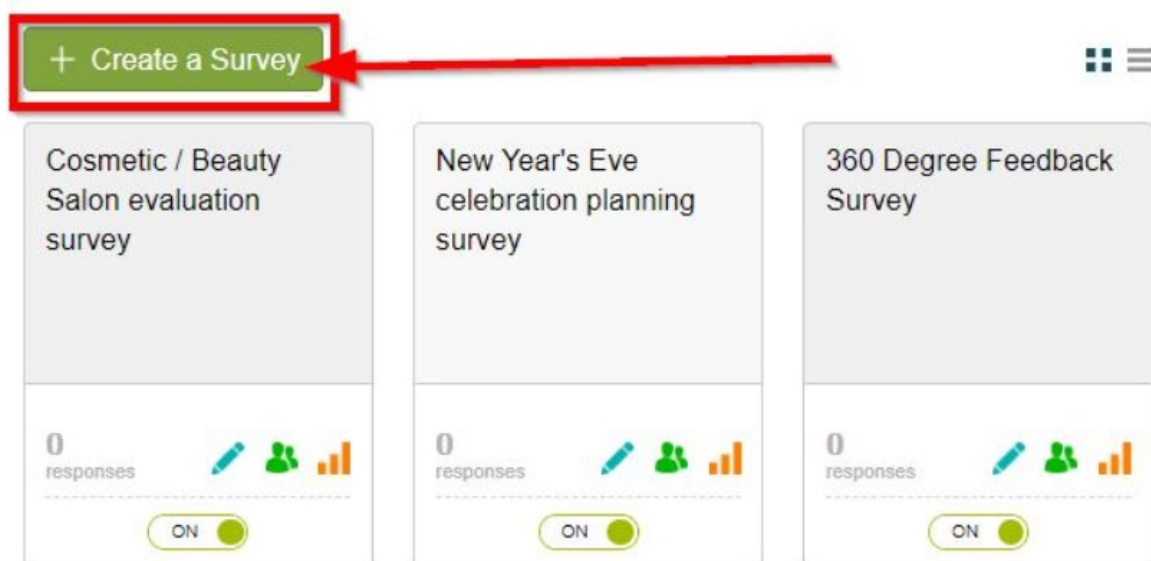 + Create a Survey
Cosmetic / Beauty
Salon evaluation
survey
0
responses
ON
New Year's Eve
celebration planning
survey
0
responses
ON
360 Degree Feedback
Survey
0
responses
ON